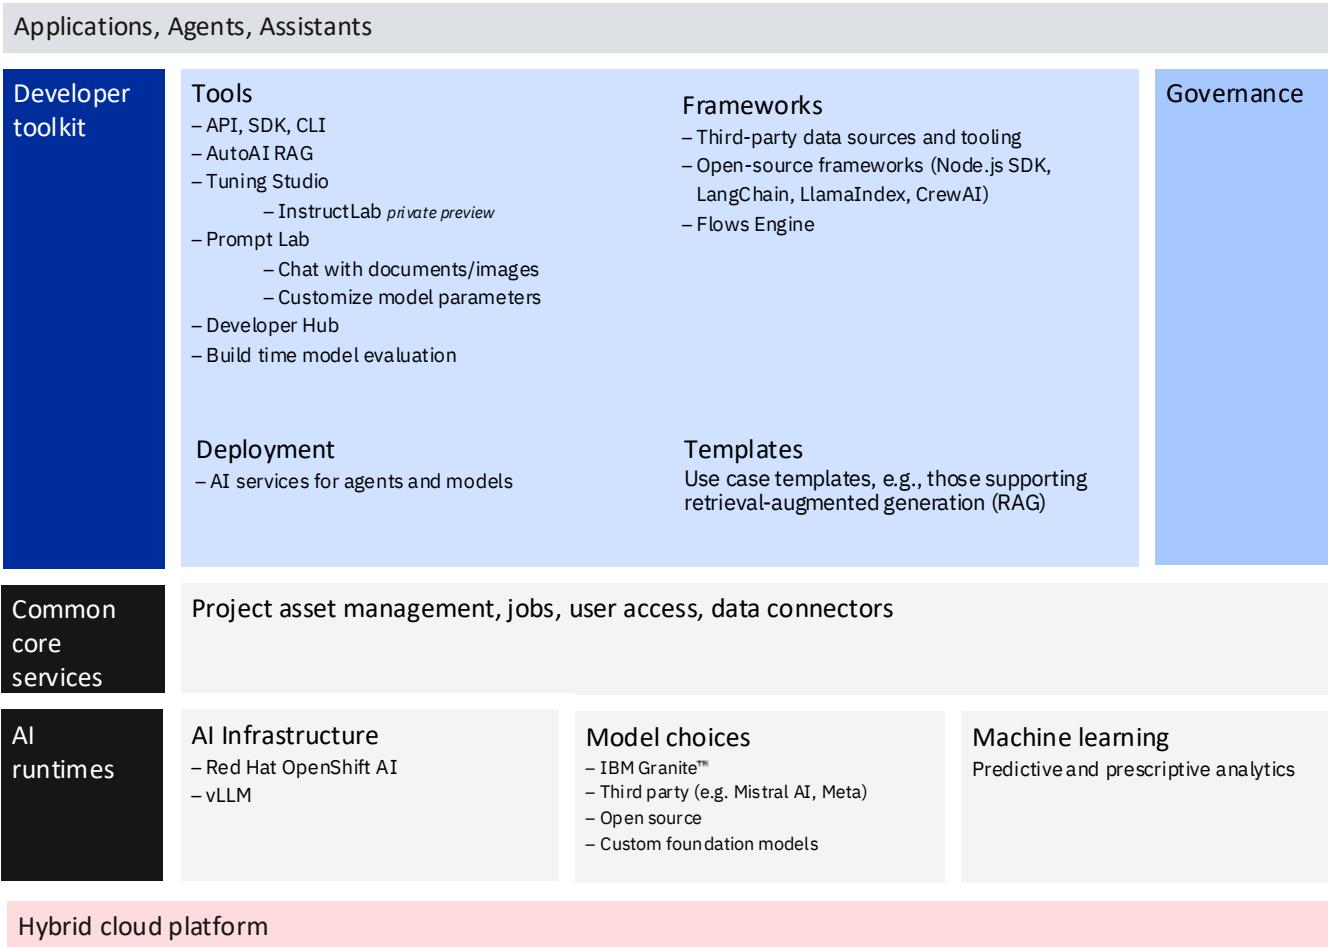 Applications, Agents, Assistants
Developer
toolkit
Tools
– API, SDK, CLI
– AutoAI RAG
– Tuning Studio
– InstructLab private preview
– Prompt Lab
– Chat with documents/images
– Customize model parameters
– Developer Hub
– Build time model evaluation
Frameworks
– Third-party data sources and tooling
– Open-source frameworks (Node.js SDK,
LangChain, LlamaIndex, CrewAI)
– Flows Engine
Deployment
– AI services for agents and models
Templates
Use case templates, e.g., those supporting
retrieval-augmented generation (RAG)
Governance
Common
core
services
Project asset management, jobs, user access, data connectors
AI
runtimes
AI Infrastructure
– Red Hat OpenShift AI
– vLLM
Model choices
– IBM Granite™
– Third party (e.g. Mistral AI, Meta)
– Open source
– Custom foundation models
Machine learning
Predictive and prescriptive analytics
Hybrid cloud platform